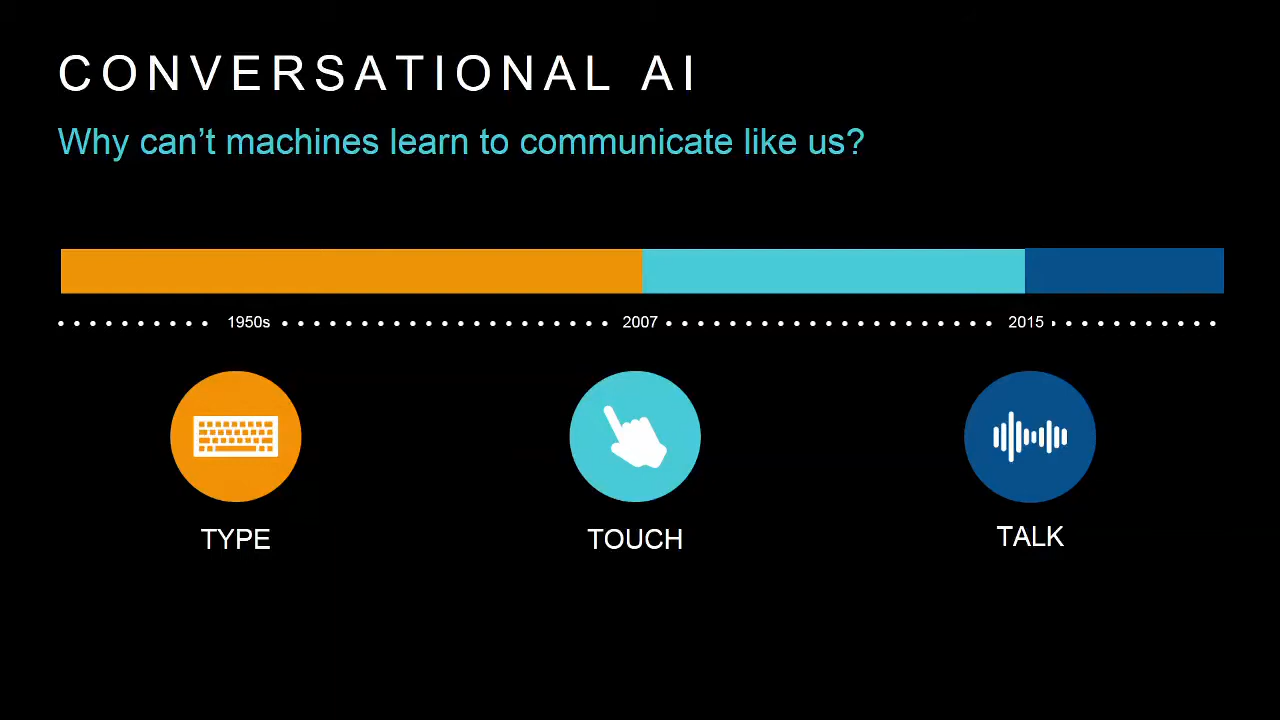 CONVERSATIONAL AI
Why can’t machines learn to communicate like us?
1950s 2007 2015
TYPE TOUCH TALK